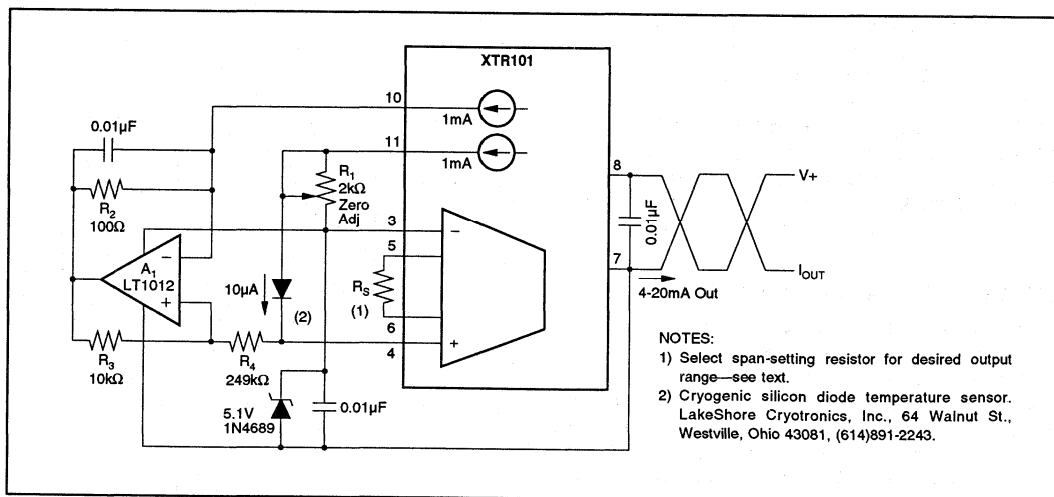 XTR101
10
1mA
0.01µF
11
1mA
R1
2kΩ
Zero
Adj
8
V+
R2
100Ω
3
−
5
0.01µF
A1
LT1012
−
+
10µA
(2)
RS
(1)
7
IOUT
4-20mA Out
6
4
+
R3
10kΩ
R4
249kΩ
5.1V
1N4689
0.01µF
NOTES:
1) Select span-setting resistor for desired output
range—see text.
2) Cryogenic silicon diode temperature sensor.
LakeShore Cryotronics, Inc., 64 Walnut St.,
Westville, Ohio 43081, (614)891-2243.